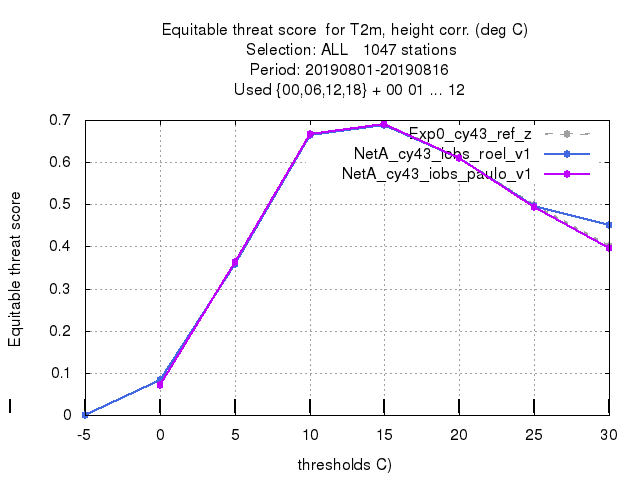 Equitable threat score  for T2m, height corr. (deg C)
Selection: ALL   1047 stations
Period: 20190801-20190816
Used {00,06,12,18} + 00 01 ... 12
Exp0_cy43_ref_z
NetA_cy43_iobs_roel_v1
NetA_cy43_iobs_paulo_v1
Equitable threat score
0.7
0.6
0.5
0.4
0.3
0.2
0.1
0
-5 0 5 10 15 20 25 30
thresholds C)